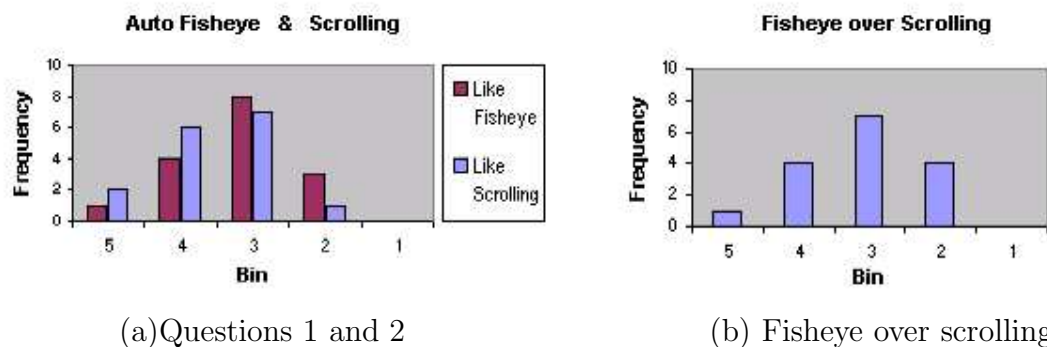 Auto Fisheye & Scrolling
Frequency
10
8
6
4
2
0
5 4 3 2 1
Bin
Like
Fisheye
Like
Scrolling
(a)Questions 1 and 2
Fisheye over Scrolling
Frequency
10
8
6
4
2
0
5 4 3 2 1
Bin
(b) Fisheye over scrolling